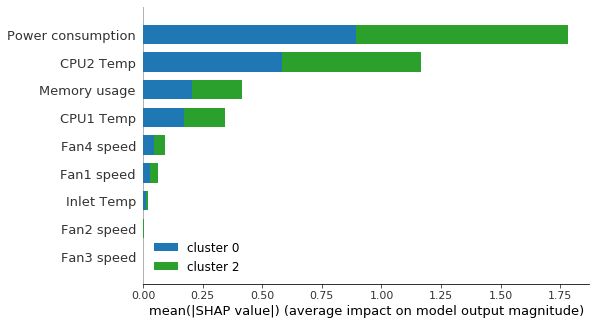 Power consumption
CPU2 Temp
Memory usage
CPU1 Temp
Fan4 speed
Fan1 speed
Inlet Temp
Fan2 speed
Fan3 speed
cluster 0
cluster 2
0.00 0.25 0.50 0.75 1.00 1.25 1.50 1.75
mean(|SHAP value|) (average impact on model output magnitude)